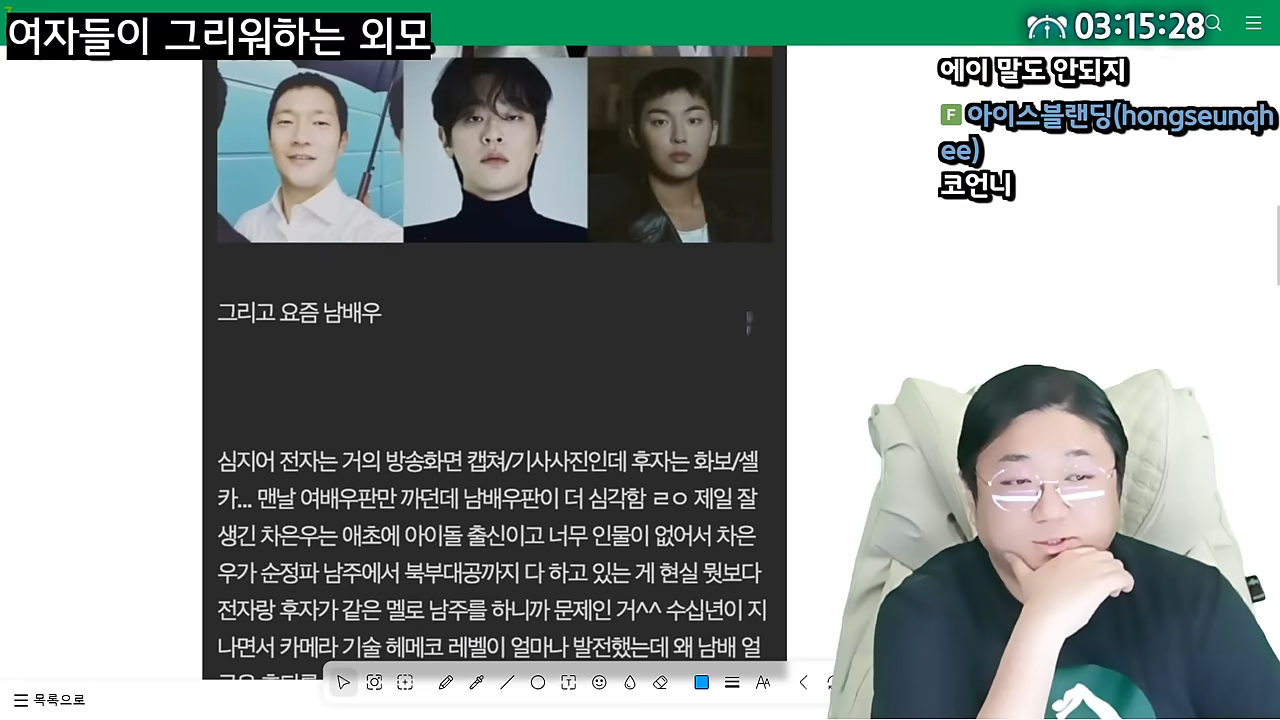 여자들이 그리워하는 외모
03:15:28
에이 말도 안되지
F 아이스블랜딩(hongseunqh
ee)
코언니
그리고 요즘 남배우
심지어 전자는 거의 방송화면 캡쳐/기사사진인데 후자는 화보/셀
카... 맨날 여배우판만 까던데 남배우판이 더 심각함 ㄹㅇ 제일 잘
생긴 차은우는 애초에 아이돌 출신이고 너무 인물이 없어서 차은
우가 순정파 남주에서 북부대공까지 다 하고 있는 게 현실 뭣보다
전자랑 후자가 같은 멜로 남주를 하니까 문제인 거^^ 수십년이 지
나면서 카메라 기술 헤메코 레벨이 얼마나 발전했는데 왜 남배 얼
목록으로